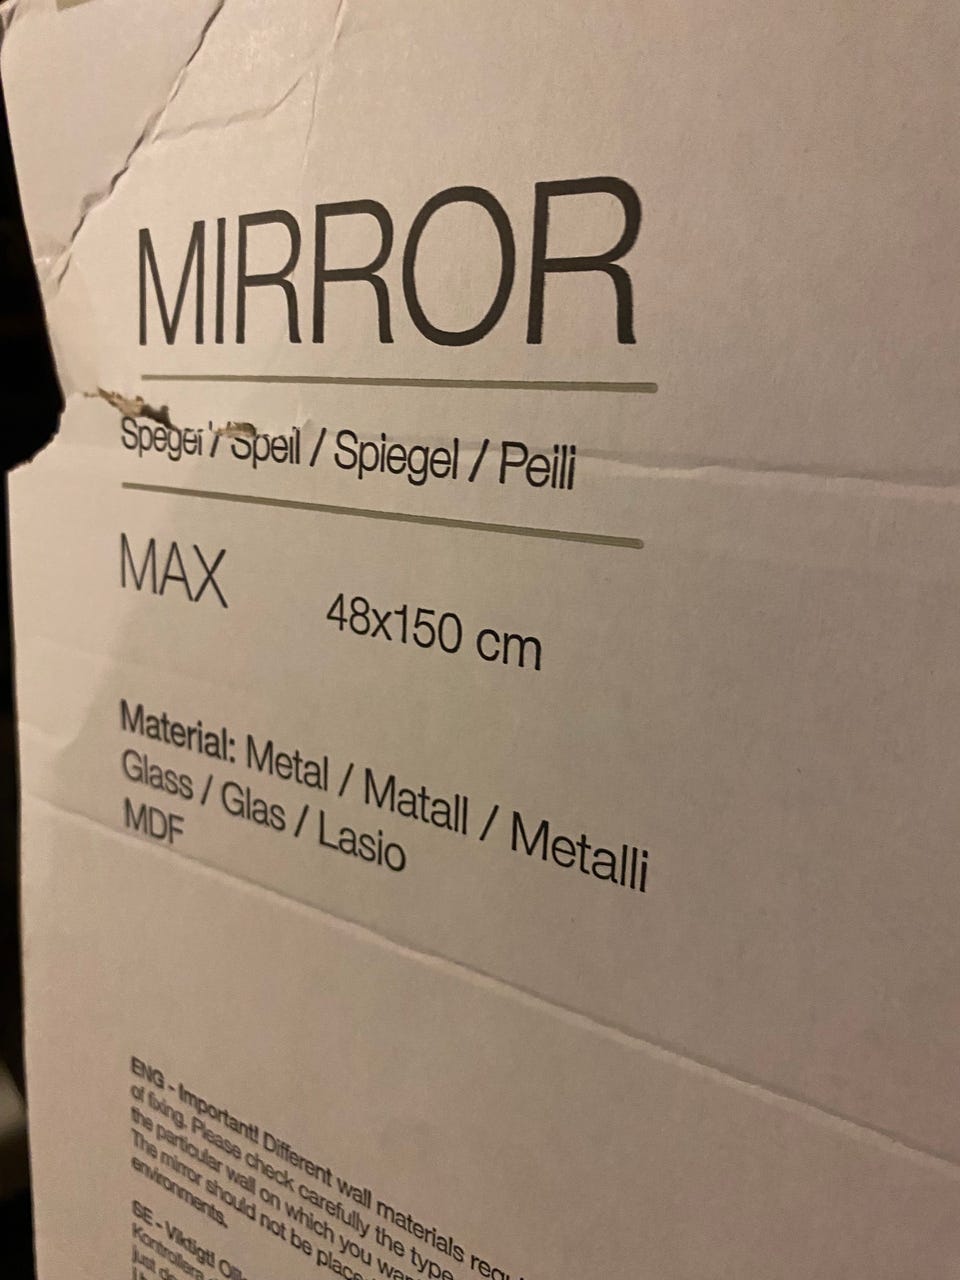 MIRROR
Spegel / Speil / Spiegel / Peili
MAX 48x150 cm
Material: Metal / Matall / Metalli
Glass / Glas / Lasio
MDF
ENG - Important! Different wall materials
of fixing. Please check carefully the type
the particular wall on which you
The mirror should not be
environments.
SE - Viktigt!
Kontrollera
just